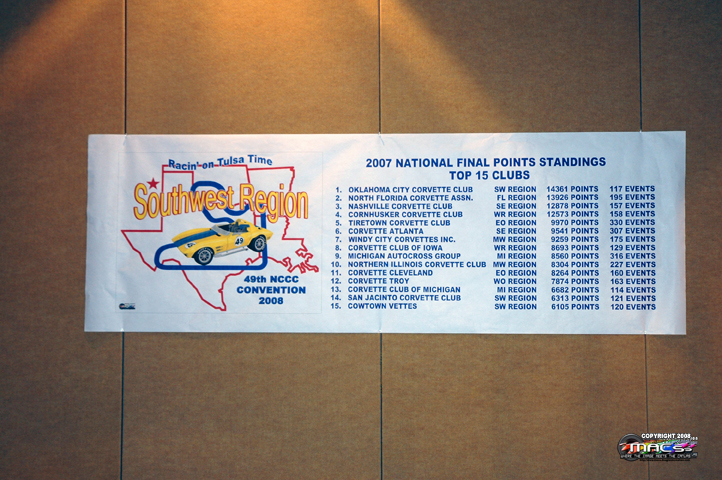 Racin' on Tulsa Time
Southwest Region
49
49th NCCC
CONVENTION
2008
2007 NATIONAL FINAL POINTS STANDINGS
TOP 15 CLUBS
1. OKLAHOMA CITY CORVETTE CLUB SW REGION 14361 POINTS 117 EVENTS
2. NORTH FLORIDA CORVETTE ASSN. FL REGION 13926 POINTS 195 EVENTS
3. NASHVILLE CORVETTE CLUB SE REGION 12878 POINTS 157 EVENTS
4. CORNHUSKER CORVETTE CLUB WR REGION 12573 POINTS 158 EVENTS
5. TIRETOWN CORVETTE CLUB EO REGION 9970 POINTS 330 EVENTS
6. CORVETTE ATLANTA SE REGION 9541 POINTS 307 EVENTS
7. WINDY CITY CORVETTES INC. MW REGION 9259 POINTS 175 EVENTS
8. CORVETTE CLUB OF IOWA WR REGION 8693 POINTS 129 EVENTS
9. MICHIGAN AUTOCROSS GROUP MI REGION 8560 POINTS 316 EVENTS
10. NORTHERN ILLINOIS CORVETTE CLUB MW REGION 8304 POINTS 227 EVENTS
11. CORVETTE CLEVELAND EO REGION 8264 POINTS 160 EVENTS
12. CORVETTE TROY WO REGION 7874 POINTS 163 EVENTS
13. CORVETTE CLUB OF MICHIGAN MI REGION 6682 POINTS 114 EVENTS
14. SAN JACINTO CORVETTE CLUB SW REGION 6313 POINTS 121 EVENTS
15. COWTOWN VETTES SW REGION 6105 POINTS 120 EVENTS
COPYRIGHT 2008